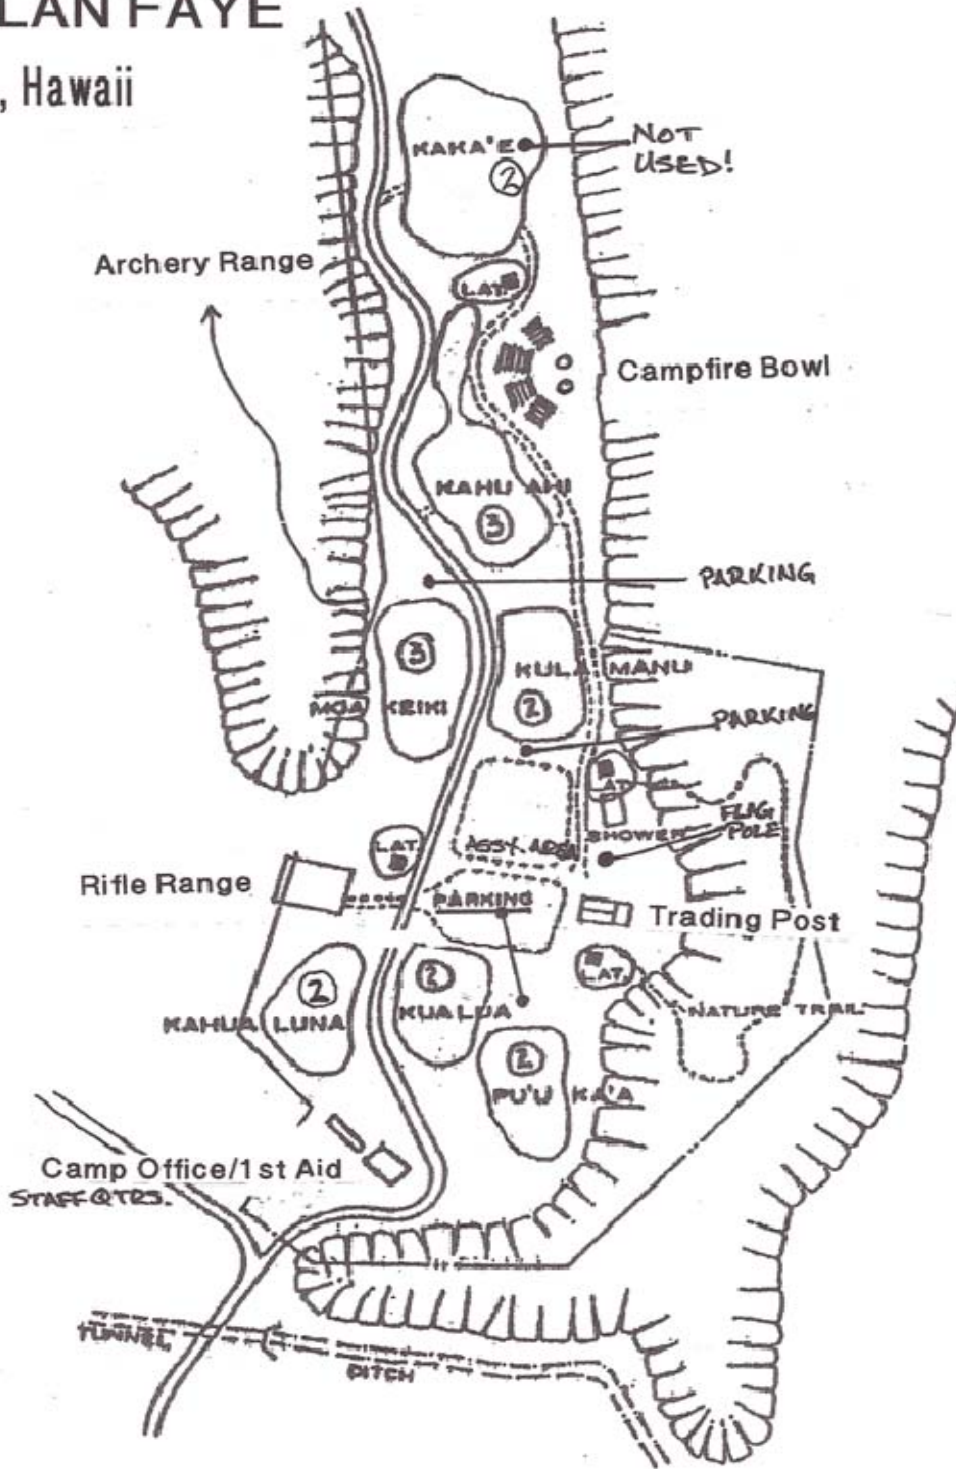 LAN FAYE
, Hawaii
KAKA'E
②
NOT
USED!
Archery Range
LAT.
Campfire Bowl
KAHU AHI
③
PARKING
③
KULA MANU
MOA KEIKI
②
PARKING
LAT.
FLAG
POLE
SHOWER
LAT.
ASSY. AREA
Rifle Range
PARKING
Trading Post
②
②
LAT.
KAHUA LUNA
KUALUA
NATURE TRAIL
②
PU'U KA'A
Camp Office/1st Aid
STAFF QTRS.
TUNNEL
DITCH